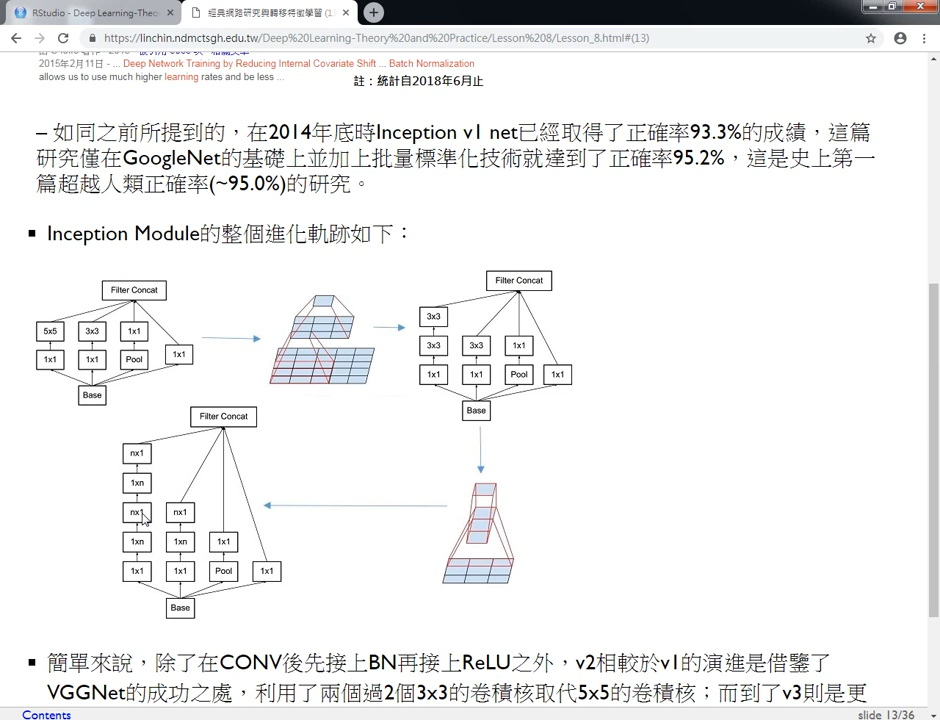 RStudio - Deep Learning-Theo
經典網路研究與轉移特徵學習 (1
https://linchin.ndmctsgh.edu.tw/Deep%20Learning-Theory%20and%20Practice/Lesson%208/Lesson_8.html#(13)
2015年2月11日 - ... Deep Network Training by Reducing Internal Covariate Shift ... Batch Normalization
allows us to use much higher learning rates and be less ...
註：統計自2018年6月止
– 如同之前所提到的，在2014年底時Inception v1 net已經取得了正確率93.3%的成績，這篇
研究僅在GoogleNet的基礎上並加上批量標準化技術就達到了正確率95.2%，這是史上第一
篇超越人類正確率(~95.0%)的研究。
▪ Inception Module的整個進化軌跡如下：
Filter Concat
5x5 3x3 1x1
1x1 1x1 Pool 1x1
Base
Filter Concat
3x3
3x3 3x3 1x1
1x1 1x1 Pool 1x1
Base
Filter Concat
nx1
1xn
nx1 nx1
1xn 1xn 1x1
1x1 1x1 Pool 1x1
Base
▪ 簡單來說，除了在CONV後先接上BN再接上ReLU之外，v2相較於v1的演進是借鑒了
VGGNet的成功之處，利用了兩個過2個3x3的卷積核取代5x5的卷積核；而到了v3則是更
Contents
slide 13/36